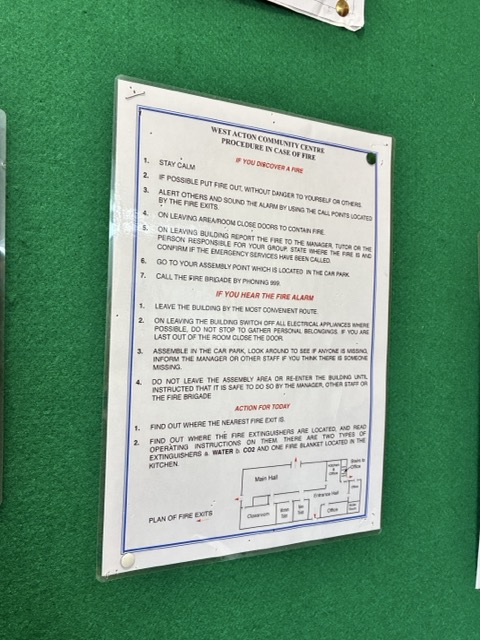 WEST ACTON COMMUNITY CENTRE
PROCEDURE IN CASE OF FIRE
IF YOU DISCOVER A FIRE
1. STAY CALM
2. IF POSSIBLE PUT FIRE OUT, WITHOUT DANGER TO YOURSELF OR OTHERS.
3. ALERT OTHERS AND SOUND THE ALARM BY USING THE CALL POINTS LOCATED
BY THE FIRE EXITS.
4. ON LEAVING AREA/ROOM CLOSE DOORS TO CONTAIN FIRE.
5. ON LEAVING BUILDING REPORT THE FIRE TO THE MANAGER, TUTOR OR THE
PERSON RESPONSIBLE FOR YOUR GROUP. STATE WHERE THE FIRE IS AND
CONFIRM IF THE EMERGENCY SERVICES HAVE BEEN CALLED.
6. GO TO YOUR ASSEMBLY POINT WHICH IS LOCATED IN THE CAR PARK.
7. CALL THE FIRE BRIGADE BY PHONING 999.
IF YOU HEAR THE FIRE ALARM
1. LEAVE THE BUILDING BY THE MOST CONVENIENT ROUTE.
2. ON LEAVING THE BUILDING SWITCH OFF ALL ELECTRICAL APPLIANCES WHERE
POSSIBLE, DO NOT STOP TO GATHER PERSONAL BELONGINGS. IF YOU ARE
LAST OUT OF THE ROOM CLOSE THE DOOR.
3. ASSEMBLE IN THE CAR PARK, LOOK AROUND TO SEE IF ANYONE IS MISSING,
INFORM THE MANAGER OR OTHER STAFF IF YOU THINK THERE IS SOMEONE
MISSING.
4. DO NOT LEAVE THE ASSEMBLY AREA OR RE-ENTER THE BUILDING UNTIL
INSTRUCTED THAT IT IS SAFE TO DO SO BY THE MANAGER, OTHER STAFF OR
THE FIRE BRIGADE
ACTION FOR TODAY
1. FIND OUT WHERE THE NEAREST FIRE EXIT IS.
2. FIND OUT WHERE THE FIRE EXTINGUISHERS ARE LOCATED, AND READ
OPERATING INSTRUCTIONS ON THEM. THERE ARE TWO TYPES OF
EXTINGUISHERS a. WATER b. CO2 AND ONE FIRE BLANKET LOCATED IN THE
KITCHEN.
Main Hall
Stairs to
Office
Entrance Hall
Classroom
Office
PLAN OF FIRE EXITS